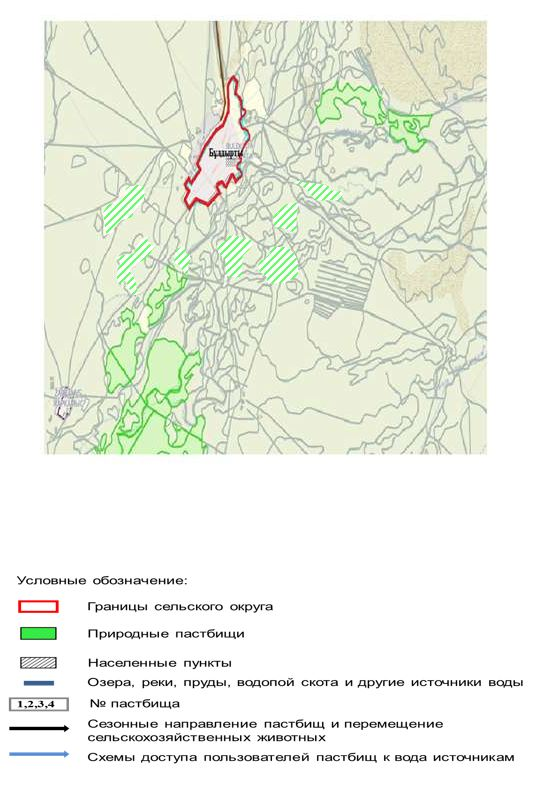 Бұлдырты
Условные обозначение:
Границы сельского округа
Природные пастбищи
Населенные пункты
Озера, реки, пруды, водопой скота и другие источники воды
1,2,3,4 № пастбища
Сезонные направление пастбищ и перемещение
сельскохозяйственных животных
Схемы доступа пользователей пастбищ к вода источникам